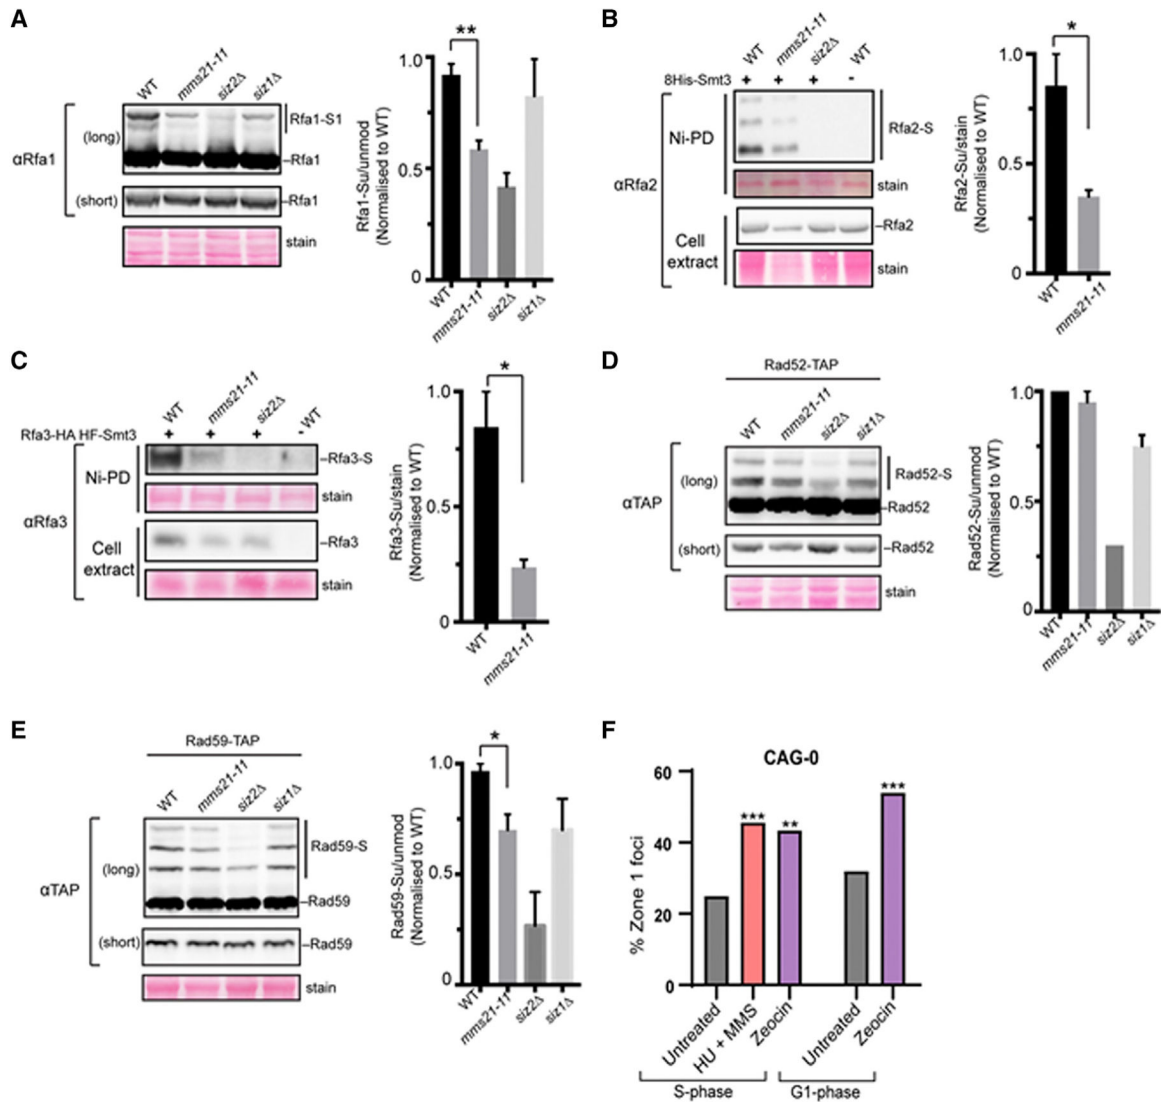 A
WT
mms21-11
siz2Δ
siz1Δ
αRfa1
(long)
Rfa1-S1
–Rfa1
(short)
–Rfa1
stain
Rfa1-Su/unmod
(Normalised to WT)
1.0
0.5
0
**
WT
mms21-11
siz2Δ
siz1Δ
B
WT
mms21-11
siz2Δ
WT
8His-Smt3 + + + -
αRfa2
Ni-PD
Rfa2-S
stain
Cell
extract
–Rfa2
stain
Rfa2-Su/stain
(Normalised to WT)
1.0
0.5
0
*
WT
mms21-11
C
WT
mms21-11
siz2Δ
WT
Rfa3-HA HF-Smt3 + + + -
αRfa3
Ni-PD
–Rfa3-S
stain
Cell
extract
–Rfa3
stain
Rfa3-Su/stain
(Normalised to WT)
1.0
0.5
0
*
WT
mms21-11
D
Rad52-TAP
WT
mms21-11
siz2Δ
siz1Δ
αTAP
(long)
Rad52-S
–Rad52
(short)
–Rad52
stain
Rad52-Su/unmod
(Normalised to WT)
1.0
0.5
0
WT
mms21-11
siz2Δ
siz1Δ
E
Rad59-TAP
WT
mms21-11
siz2Δ
siz1Δ
αTAP
(long)
Rad59-S
–Rad59
(short)
–Rad59
stain
Rad59-Su/unmod
(Normalised to WT)
1.0
0.5
0
*
WT
mms21-11
siz2Δ
siz1Δ
F
CAG-0
% Zone 1 foci
60
40
20
0
***
**
***
Untreated
HU + MMS
Zeocin
Untreated
Zeocin
S-phase
G1-phase